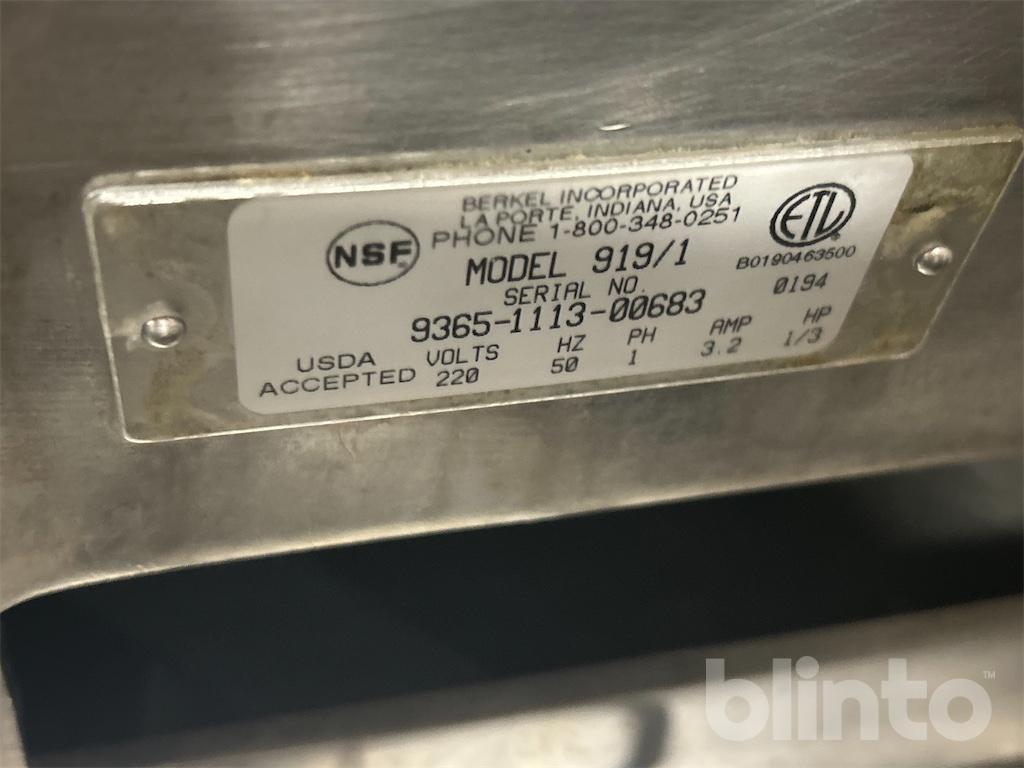 BERKEL INCORPORATED
LA PORTE, INDIANA, USA
PHONE 1-800-348-0251
NSF®
ETL®
MODEL 919/1
B0190463500
SERIAL NO. 0194
9365-1113-00683
USDA ACCEPTED
VOLTS HZ PH AMP HP
220 50 1 3.2 1/3
blinto™